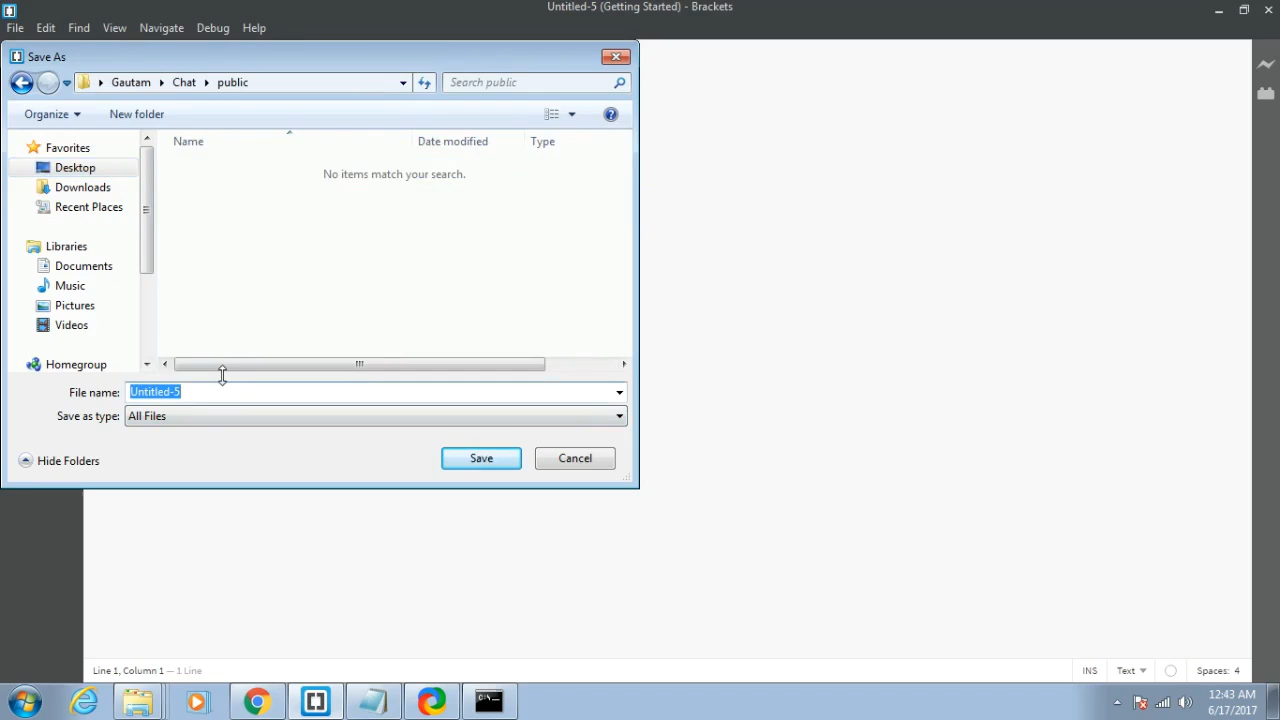 Untitled-5 (Getting Started) - Brackets
File Edit Find View Navigate Debug Help
Save As
Gautam Chat public
Search public
Organize New folder
Name Date modified Type
No items match your search.
Favorites
Desktop
Downloads
Recent Places
Libraries
Documents
Music
Pictures
Videos
Homegroup
File name: Untitled-5
Save as type: All Files
Hide Folders
Save Cancel
Line 1, Column 1 — 1 Line
INS Text Spaces: 4
12:43 AM
6/17/2017